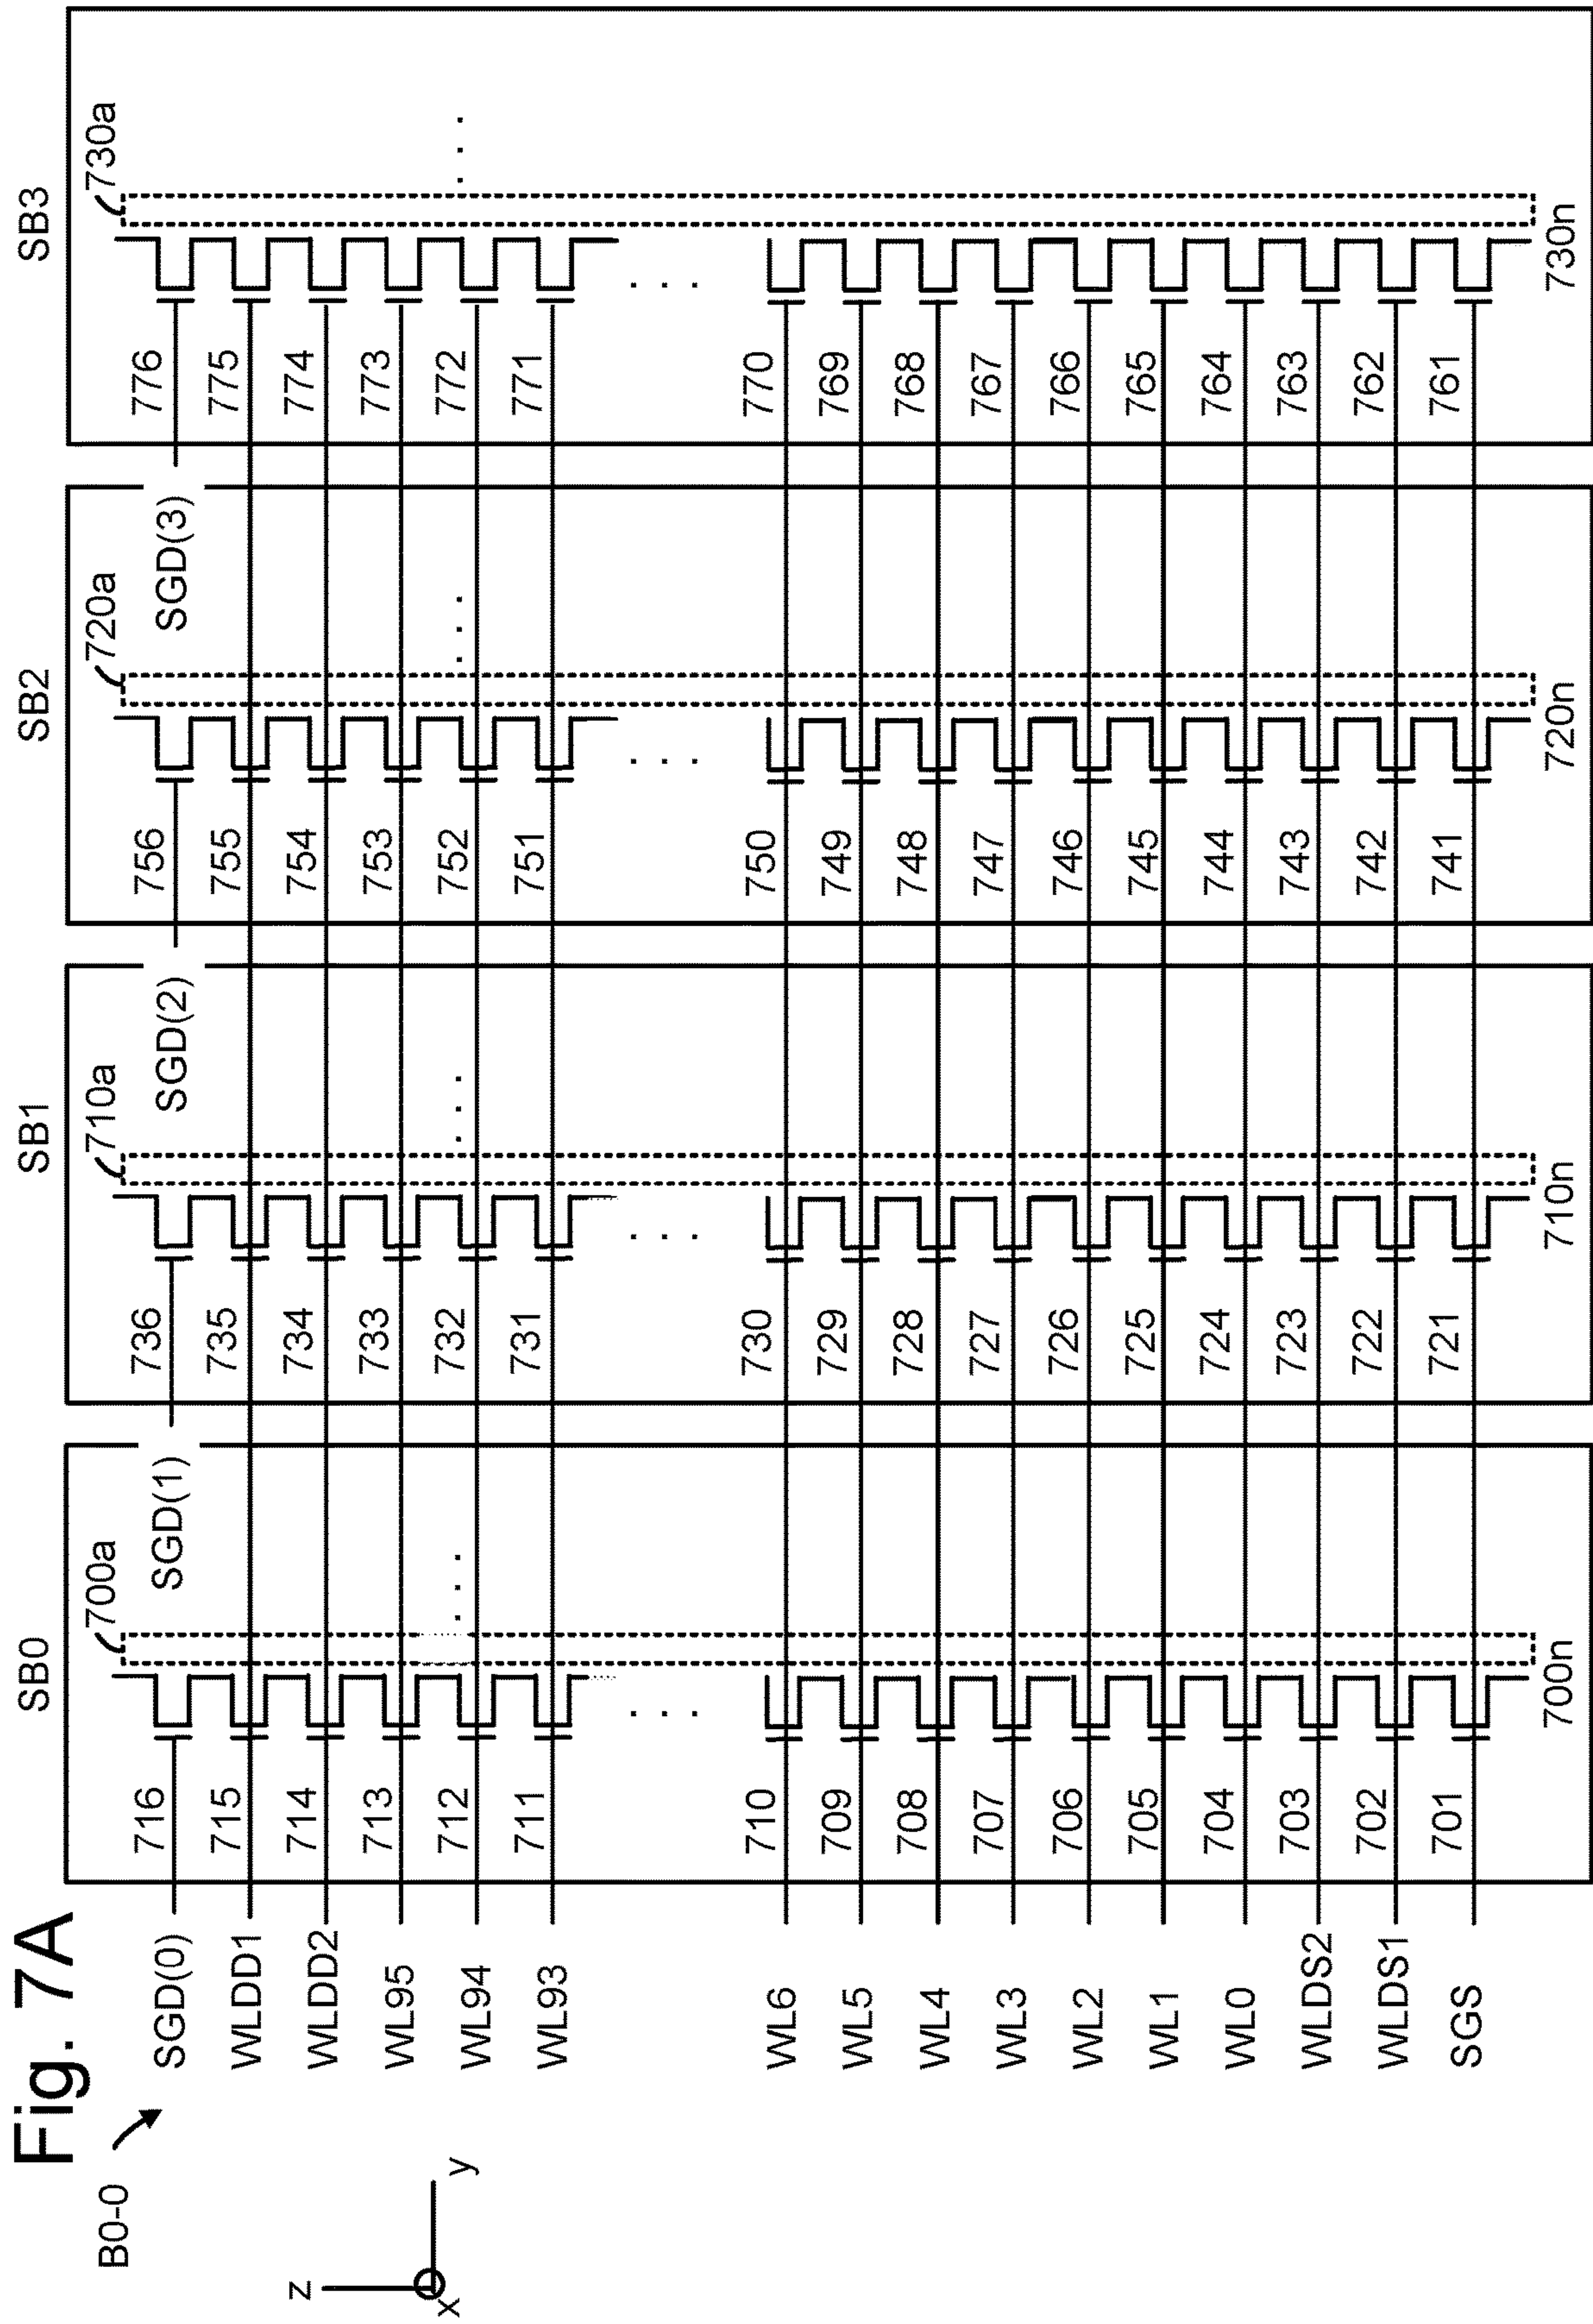 Fig. 7A
B0-0
z
y
x
SB0
SB1
SB2
SB3
700a
710a
720a
730a
SGD(0)
716
SGD(1)
736
SGD(2)
756
SGD(3)
776
WLDD1
715
735
755
775
WLDD2
714
734
754
774
WL95
713
733
753
773
WL94
712
732
752
772
WL93
711
731
751
771
. . .
WL6
710
730
750
770
WL5
709
729
749
769
WL4
708
728
748
768
WL3
707
727
747
767
WL2
706
726
746
766
WL1
705
725
745
765
WL0
704
724
744
764
WLDS2
703
723
743
763
WLDS1
702
722
742
762
SGS
701
721
741
761
700n
710n
720n
730n